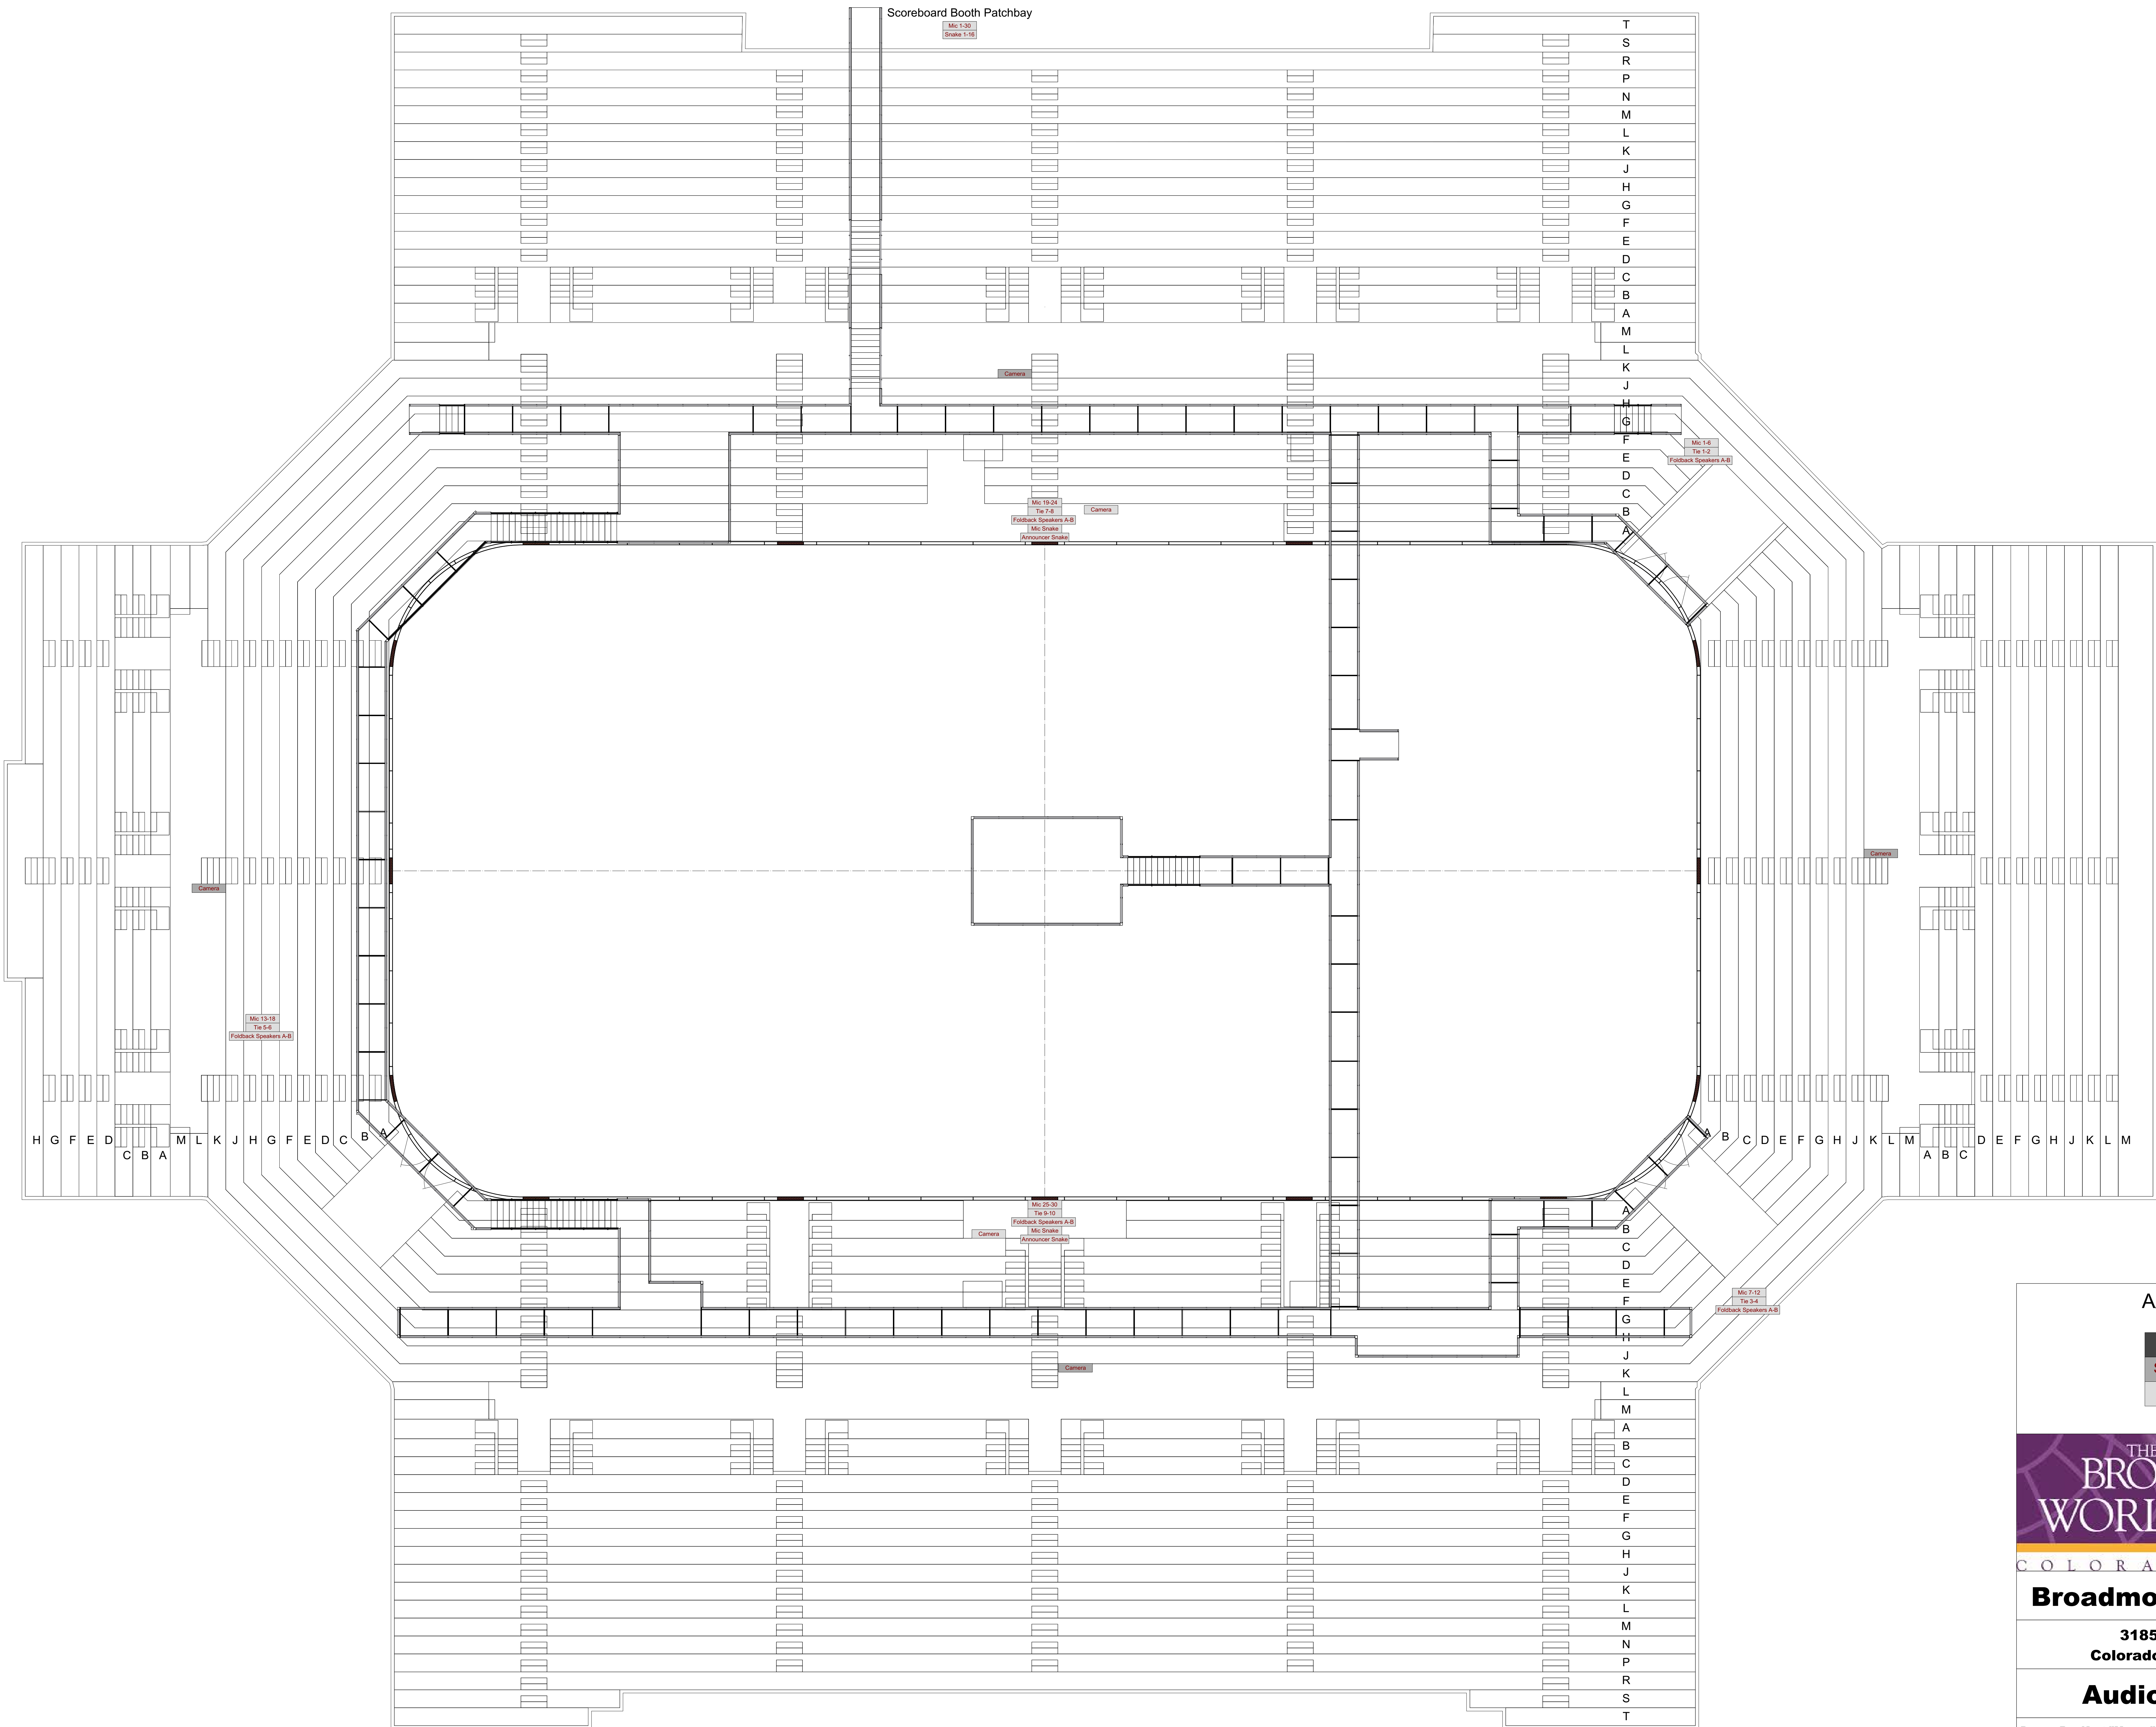 Scoreboard Booth Patchbay
Mic 1-30
Snake 1-16
T
S
R
P
N
M
L
K
J
H
G
F
E
D
C
B
A
M
L
K
J
H
G
F
E
D
C
B
A
Camera
Mic 1-6
Tie 1-2
Foldback Speakers A-B
Mic 19-24
Tie 7-8
Foldback Speakers A-B
Mic Snake
Announcer Snake
Camera
Camera
Camera
Mic 13-18
Tie 5-6
Foldback Speakers A-B
H G F E D C B A M L K J H G F E D C B A
A B C D E F G H J K L M A B C D E F G H J K L M
Mic 25-30
Tie 9-10
Foldback Speakers A-B
Mic Snake
Announcer Snake
Camera
Mic 7-12
Tie 3-4
Foldback Speakers A-B
Camera
A
B
C
D
E
F
G
H
J
K
L
M
A
B
C
D
E
F
G
H
J
K
L
M
N
P
R
S
T
A
S
THE
BRO
WORL
COLORA
Broadmo
3185
Colorado
Audio